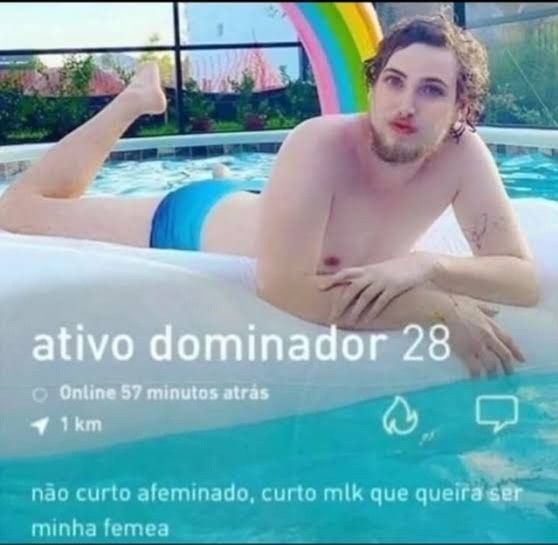 ativo dominador 28
Online 57 minutos atrás
1 km
não curto afeminado, curto mlk que queira ser
minha femea